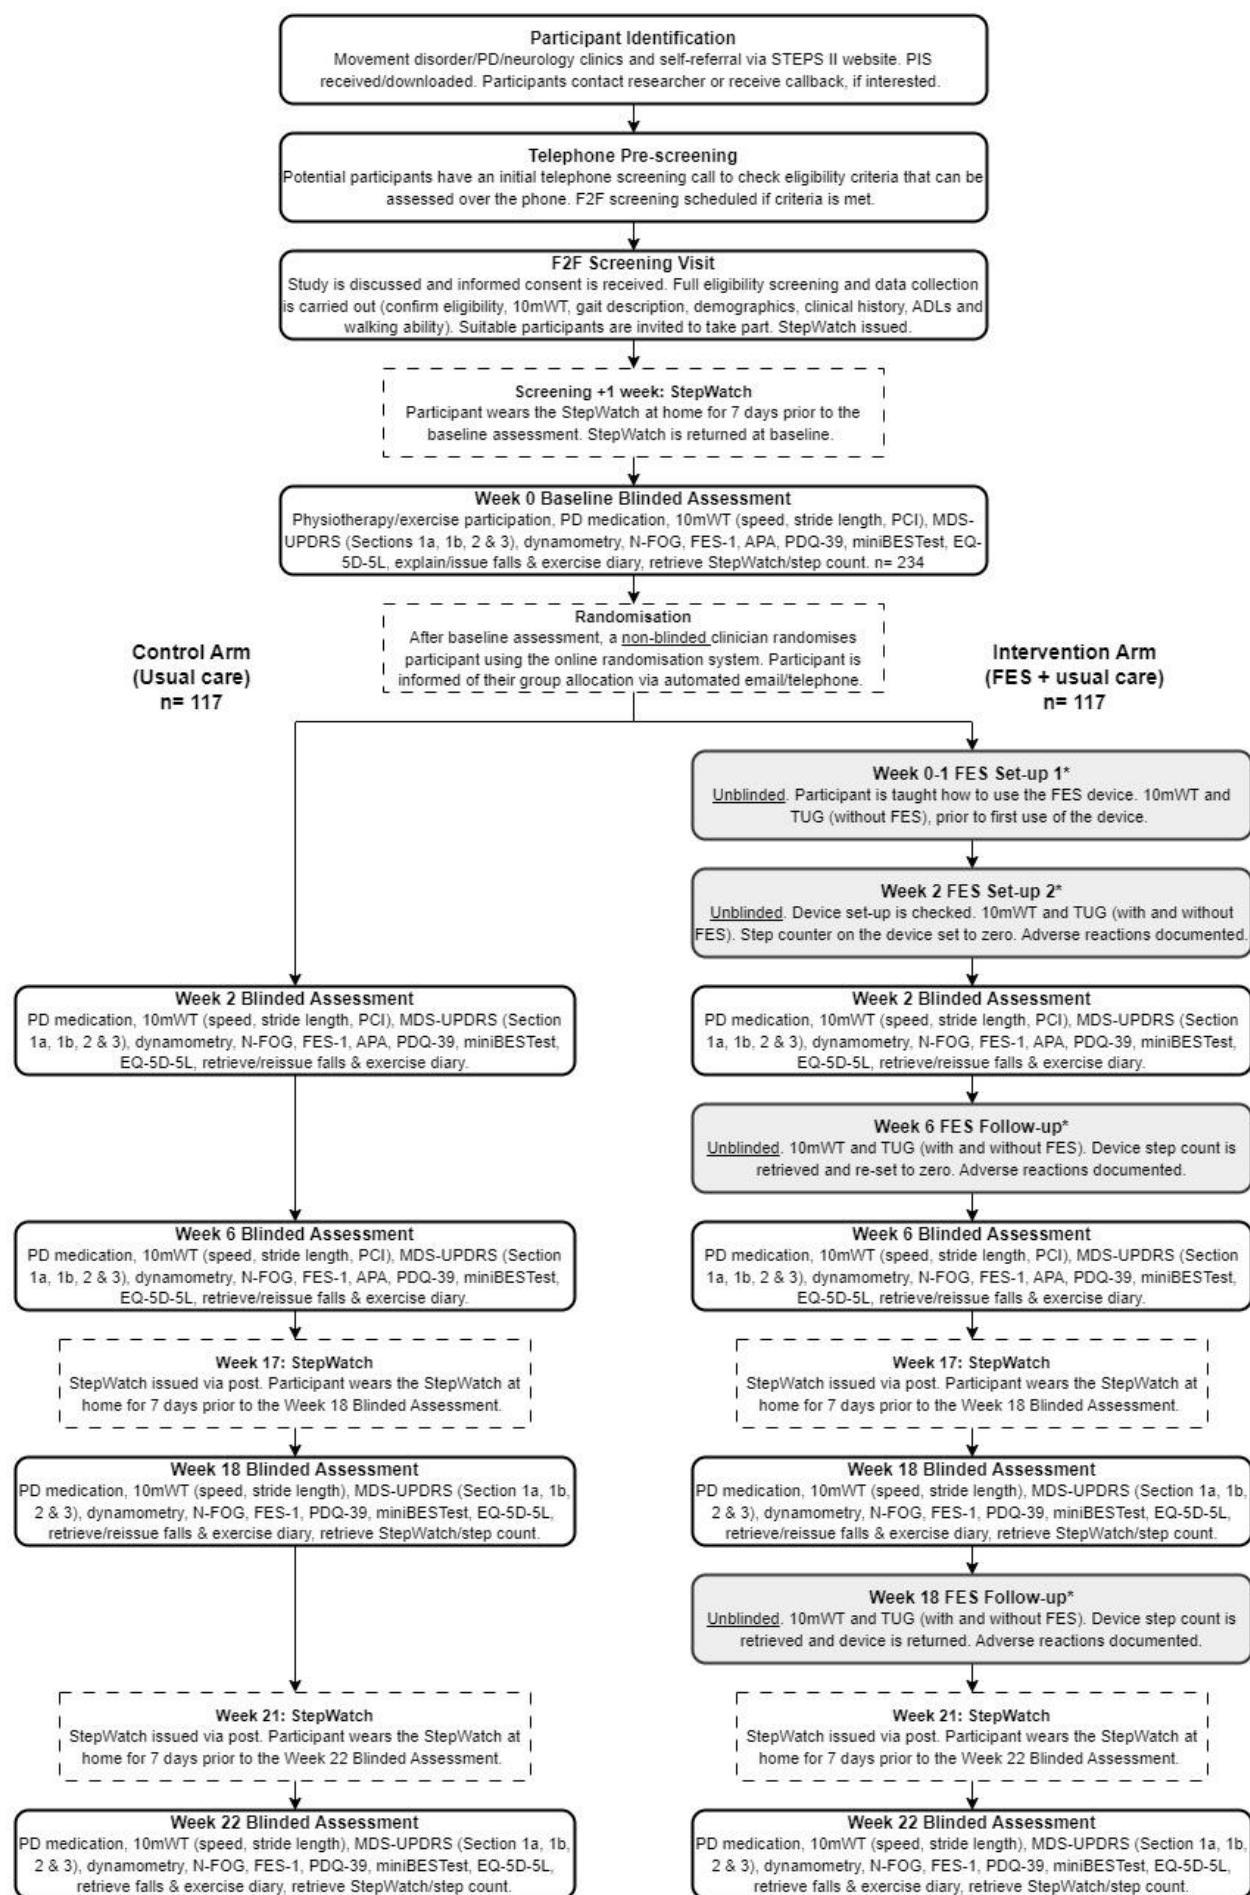 Participant Identification
Movement disorder/PD/neurology clinics and self-referral via STEPS II website. PIS
received/downloaded. Participants contact researcher or receive callback, if interested.
Telephone Pre-screening
Potential participants have an initial telephone screening call to check eligibility criteria that can be
assessed over the phone. F2F screening scheduled if criteria is met.
F2F Screening Visit
Study is discussed and informed consent is received. Full eligibility screening and data collection
is carried out (confirm eligibility, 10mWT, gait description, demographics, clinical history, ADLs and
walking ability). Suitable participants are invited to take part. StepWatch issued.
Screening +1 week: StepWatch
Participant wears the StepWatch at home for 7 days prior to the
baseline assessment. StepWatch is returned at baseline.
Week 0 Baseline Blinded Assessment
Physiotherapy/exercise participation, PD medication, 10mWT (speed, stride length, PCI), MDS-
UPDRS (Sections 1a, 1b, 2 & 3), dynamometry, N-FOG, FES-1, APA, PDQ-39, miniBESTest, EQ-
5D-5L, explain/issue falls & exercise diary, retrieve StepWatch/step count. n= 234
Randomisation
After baseline assessment, a non-blinded clinician randomises
participant using the online randomisation system. Participant is
informed of their group allocation via automated email/telephone.
Control Arm
(Usual care)
n= 117
Intervention Arm
(FES + usual care)
n= 117
Week 0-1 FES Set-up 1*
Unblinded. Participant is taught how to use the FES device. 10mWT and
TUG (without FES), prior to first use of the device.
Week 2 FES Set-up 2*
Unblinded. Device set-up is checked. 10mWT and TUG (with and without
FES). Step counter on the device set to zero. Adverse reactions documented.
Week 2 Blinded Assessment
PD medication, 10mWT (speed, stride length, PCI), MDS-UPDRS (Section
1a, 1b, 2 & 3), dynamometry, N-FOG, FES-1, APA, PDQ-39, miniBESTest,
EQ-5D-5L, retrieve/reissue falls & exercise diary.
Week 2 Blinded Assessment
PD medication, 10mWT (speed, stride length, PCI), MDS-UPDRS (Section
1a, 1b, 2 & 3), dynamometry, N-FOG, FES-1, APA, PDQ-39, miniBESTest,
EQ-5D-5L, retrieve/reissue falls & exercise diary.
Week 6 FES Follow-up*
Unblinded. 10mWT and TUG (with and without FES). Device step count is
retrieved and re-set to zero. Adverse reactions documented.
Week 6 Blinded Assessment
PD medication, 10mWT (speed, stride length, PCI), MDS-UPDRS (Section
1a, 1b, 2 & 3), dynamometry, N-FOG, FES-1, APA, PDQ-39, miniBESTest,
EQ-5D-5L, retrieve/reissue falls & exercise diary.
Week 6 Blinded Assessment
PD medication, 10mWT (speed, stride length, PCI), MDS-UPDRS (Section
1a, 1b, 2 & 3), dynamometry, N-FOG, FES-1, APA, PDQ-39, miniBESTest,
EQ-5D-5L, retrieve/reissue falls & exercise diary.
Week 17: StepWatch
StepWatch issued via post. Participant wears the StepWatch at
home for 7 days prior to the Week 18 Blinded Assessment.
Week 17: StepWatch
StepWatch issued via post. Participant wears the StepWatch at
home for 7 days prior to the Week 18 Blinded Assessment.
Week 18 Blinded Assessment
PD medication, 10mWT (speed, stride length), MDS-UPDRS (Section 1a, 1b,
2 & 3), dynamometry, N-FOG, FES-1, PDQ-39, miniBESTest, EQ-5D-5L,
retrieve/reissue falls & exercise diary, retrieve StepWatch/step count.
Week 18 Blinded Assessment
PD medication, 10mWT (speed, stride length), MDS-UPDRS (Section 1a, 1b,
2 & 3), dynamometry, N-FOG, FES-1, PDQ-39, miniBESTest, EQ-5D-5L,
retrieve/reissue falls & exercise diary, retrieve StepWatch/step count.
Week 18 FES Follow-up*
Unblinded. 10mWT and TUG (with and without FES). Device step count is
retrieved and device is returned. Adverse reactions documented.
Week 21: StepWatch
StepWatch issued via post. Participant wears the StepWatch at
home for 7 days prior to the Week 22 Blinded Assessment.
Week 21: StepWatch
StepWatch issued via post. Participant wears the StepWatch at
home for 7 days prior to the Week 22 Blinded Assessment.
Week 22 Blinded Assessment
PD medication, 10mWT (speed, stride length), MDS-UPDRS (Section 1a, 1b,
2 & 3), dynamometry, N-FOG, FES-1, PDQ-39, miniBESTest, EQ-5D-5L,
retrieve falls & exercise diary, retrieve StepWatch/step count.
Week 22 Blinded Assessment
PD medication, 10mWT (speed, stride length), MDS-UPDRS (Section 1a, 1b,
2 & 3), dynamometry, N-FOG, FES-1, PDQ-39, miniBESTest, EQ-5D-5L,
retrieve falls & exercise diary, retrieve StepWatch/step count.